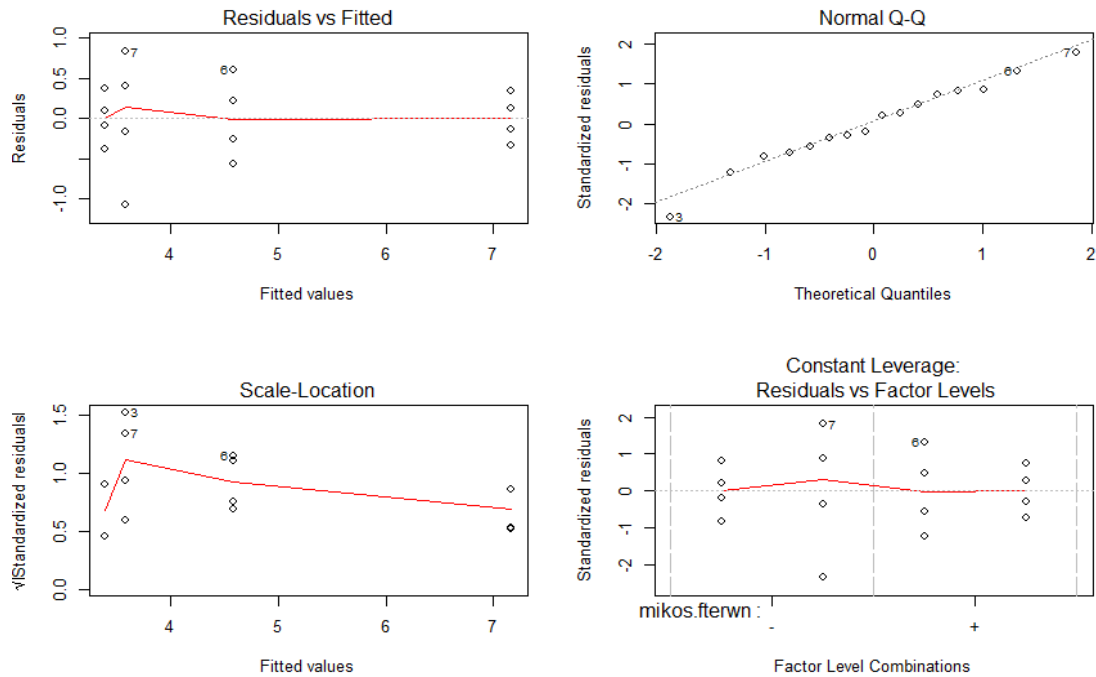 Residuals vs Fitted
Residuals
1.0
0.5
0.0
-1.0
7
6
4 5 6 7
Fitted values
Normal Q-Q
Standardized residuals
2
1
0
-1
-2
7
6
3
-2 -1 0 1 2
Theoretical Quantiles
Scale-Location
√|Standardized residuals|
1.5
1.0
0.5
0.0
3
7
6
4 5 6 7
Fitted values
Constant Leverage:
Residuals vs Factor Levels
Standardized residuals
2
1
0
-1
-2
7
6
mikos.fterwn :
- +
Factor Level Combinations